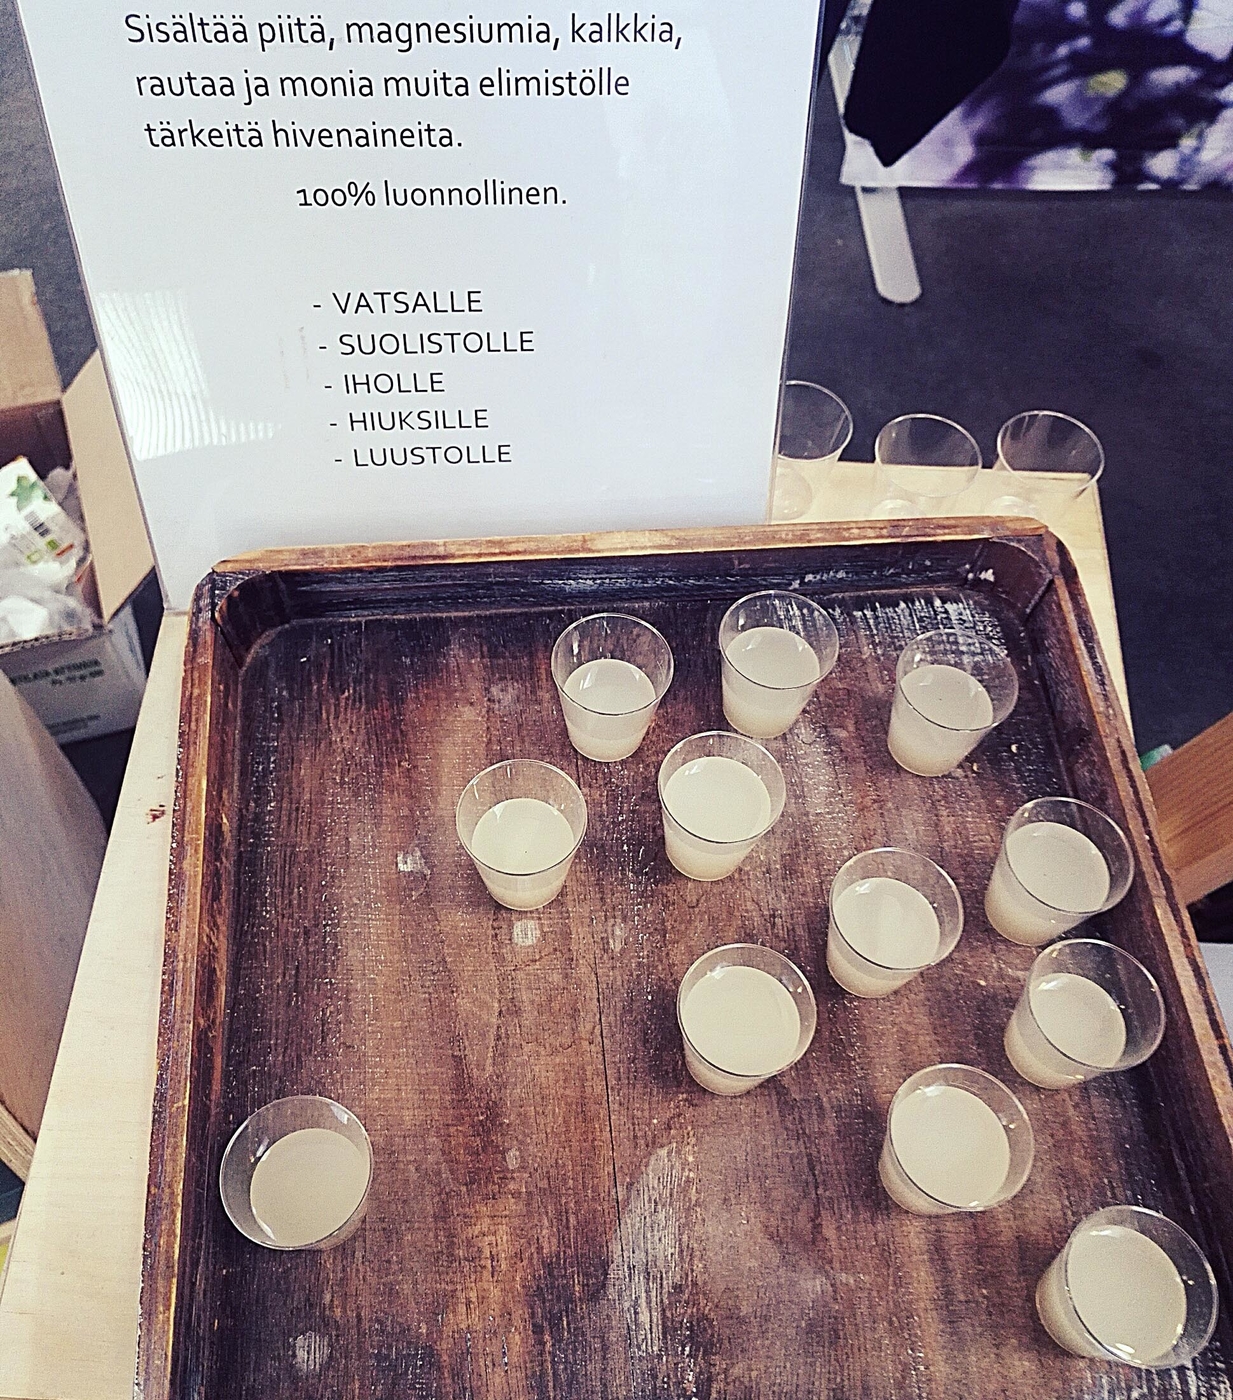 Sisältää piitä, magnesiumia, kalkkia,
rautaa ja monia muita elimistölle
tärkeitä hivenaineita.
100% luonnollinen.
- VATSALLE
- SUOLISTOLLE
- IHOLLE
- HIUKSILLE
- LUUSTOLLE